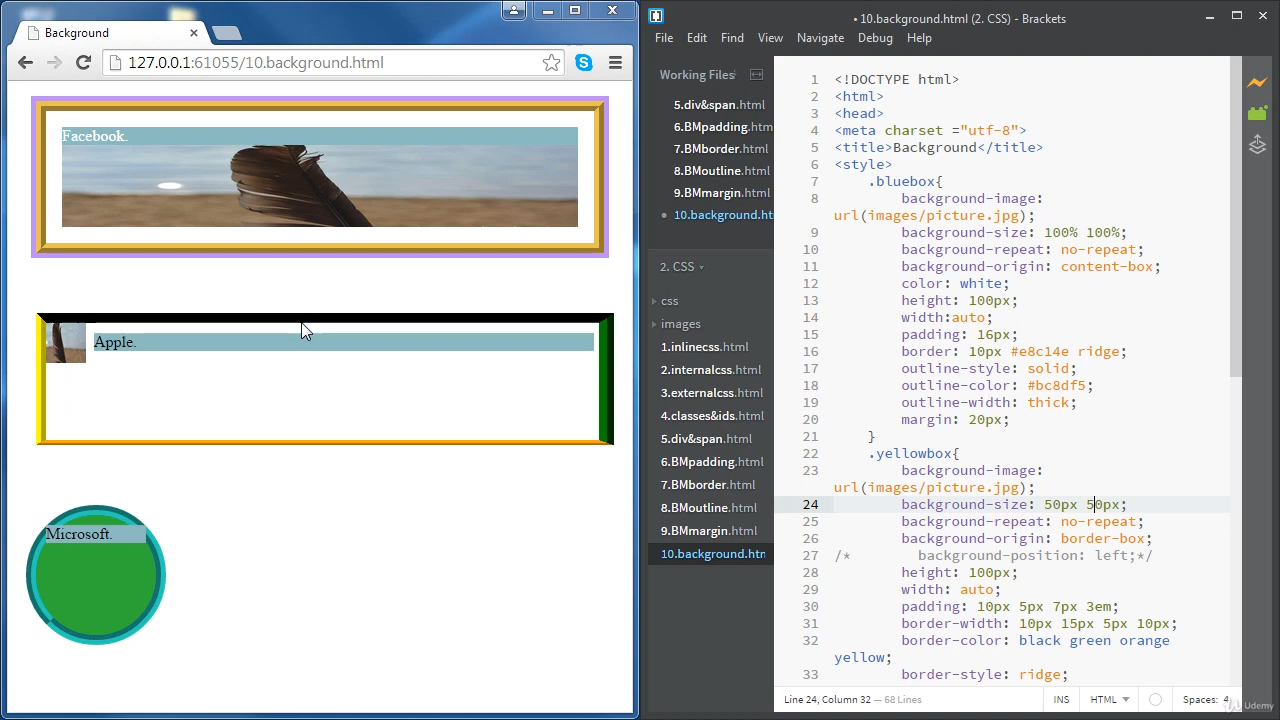 Background
127.0.0.1:61055/10.background.html
Facebook.
Apple.
Microsoft.
• 10.background.html (2. CSS) - Brackets
File Edit Find View Navigate Debug Help
Working Files
5.div&span.html
6.BMpadding.htm
7.BMborder.html
8.BMoutline.html
9.BMmargin.html
10.background.ht
2. CSS
css
images
1.inlinecss.html
2.internalcss.html
3.externalcss.html
4.classes&ids.html
5.div&span.html
6.BMpadding.html
7.BMborder.html
8.BMoutline.html
9.BMmargin.html
10.background.htn
1 <!DOCTYPE html>
2 <html>
3 <head>
4 <meta charset ="utf-8">
5 <title>Background</title>
6 <style>
7 .bluebox{
8 background-image:
url(images/picture.jpg);
9 background-size: 100% 100%;
10 background-repeat: no-repeat;
11 background-origin: content-box;
12 color: white;
13 height: 100px;
14 width:auto;
15 padding: 16px;
16 border: 10px #e8c14e ridge;
17 outline-style: solid;
18 outline-color: #bc8df5;
19 outline-width: thick;
20 margin: 20px;
21 }
22 .yellowbox{
23 background-image:
url(images/picture.jpg);
24 background-size: 50px 50px;
25 background-repeat: no-repeat;
26 background-origin: border-box;
27 /* background-position: left;*/
28 height: 100px;
29 width: auto;
30 padding: 10px 5px 7px 3em;
31 border-width: 10px 15px 5px 10px;
32 border-color: black green orange
yellow;
33 border-style: ridge;
Line 24, Column 32 — 68 Lines
INS
HTML
Spaces: 4
Udemy